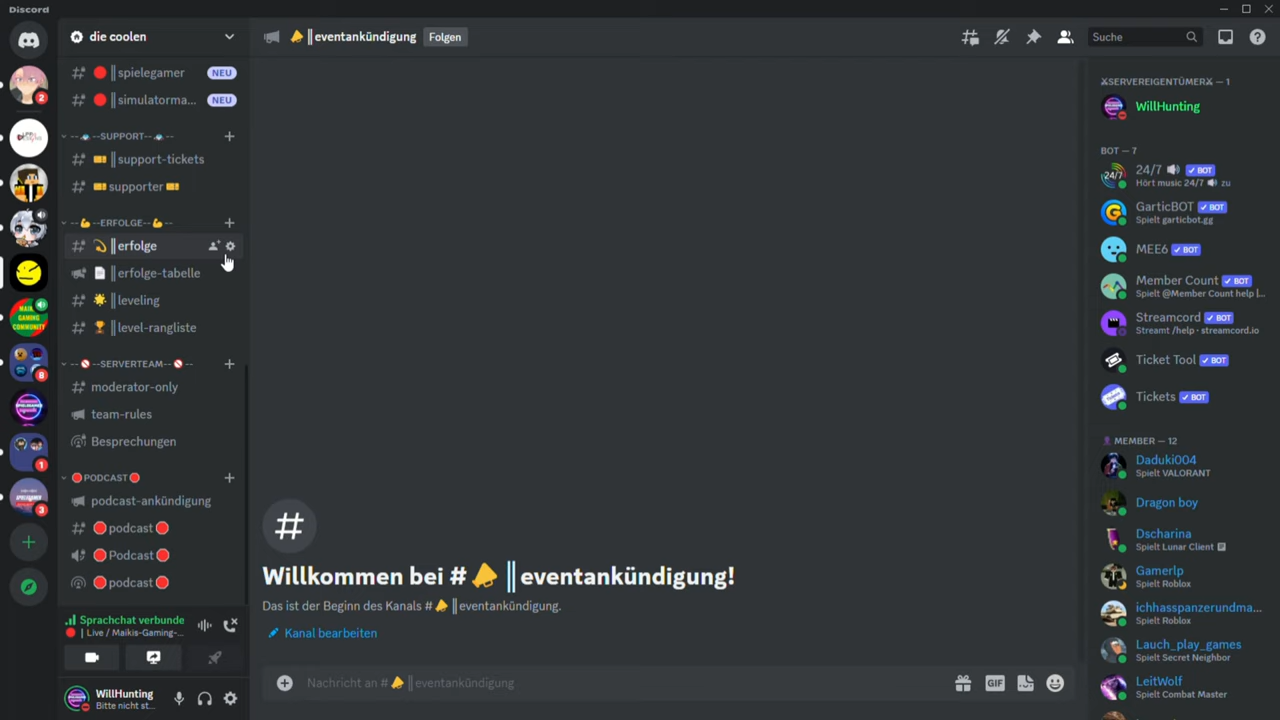 Discord
die coolen
║eventankündigung Folgen
Suche
║spielegamer NEU
║simulatorma... NEU
--🐟--SUPPORT--🐟--
🎫║support-tickets
🎫supporter🎫
--💪--ERFOLGE--💪--
💫║erfolge
📄║erfolge-tabelle
🌟║leveling
🏆║level-rangliste
--🚫--SERVERTEAM--🚫--
moderator-only
team-rules
Besprechungen
🔴PODCAST🔴
podcast-ankündigung
🛑podcast🛑
🛑Podcast🛑
🛑podcast🛑
Sprachchat verbunde
| Live / Maikis-Gaming-...
WillHunting
Bitte nicht st...
Willkommen bei #📣║eventankündigung!
Das ist der Beginn des Kanals #📣║eventankündigung.
Kanal bearbeiten
Nachricht an #📣║eventankündigung
GIF
⚔SERVEREIGENTÜMER⚔ — 1
WillHunting
BOT — 7
24/7 🔊 ✓ BOT
Hört music 24/7 🔊 zu
GarticBOT ✓ BOT
Spielt garticbot.gg
MEE6 ✓ BOT
Member Count ✓ BOT
Spielt @Member Count help |...
Streamcord ✓ BOT
Streamt /help · streamcord.io
Ticket Tool ✓ BOT
Tickets ✓ BOT
👤MEMBER — 12
Daduki004
Spielt VALORANT
Dragon boy
Dscharina
Spielt Lunar Client
Gamerlp
Spielt Roblox
ichhasspanzerundma...
Spielt Roblox
Lauch_play_games
Spielt Secret Neighbor
LeitWolf
Spielt Combat Master